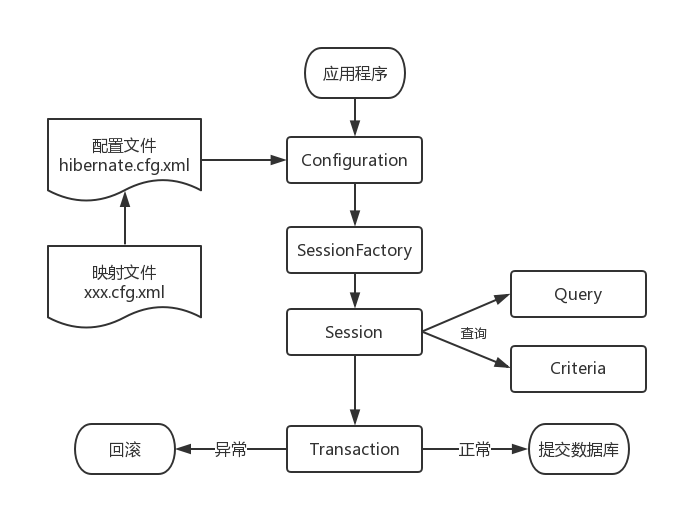 应用程序
配置文件
hibernate.cfg.xml
Configuration
SessionFactory
映射文件
xxx.cfg.xml
Query
Session
查询
Criteria
回滚
异常
Transaction
正常
提交数据库